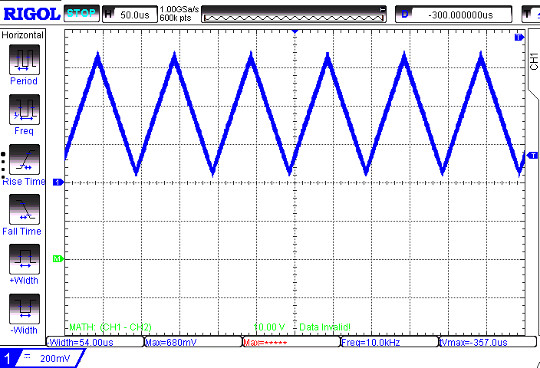 RIGOL STOP H 50.0us 1.00GSa/s 600k pts D -300.000000us T
Horizontal
Period
Freq
Rise Time
Fall Time
+Width
-Width
CH1
T
T
M
MATH: (CH1 - CH2) 10.00 V Data Invalid!
-Width=54.00us Max=680mV Max=***** Freq=10.0kHz tVmax=-357.0us
1 200mV